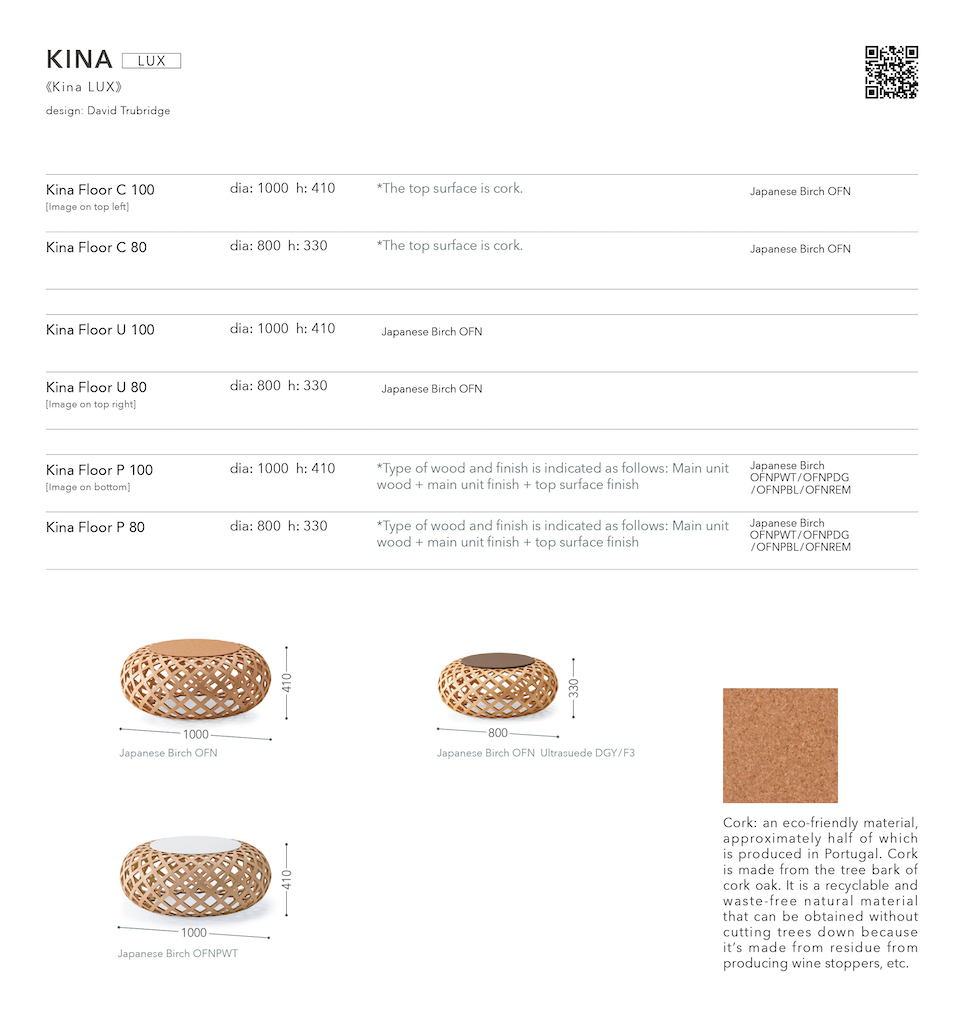 KINA LUX
《Kina LUX》
design: David Trubridge
Kina Floor C 100 dia: 1000 h: 410 *The top surface is cork. Japanese Birch OFN
[Image on top left]
Kina Floor C 80 dia: 800 h: 330 *The top surface is cork. Japanese Birch OFN
Kina Floor U 100 dia: 1000 h: 410 Japanese Birch OFN
Kina Floor U 80 dia: 800 h: 330 Japanese Birch OFN
[Image on top right]
Kina Floor P 100 dia: 1000 h: 410
[Image on bottom]
*Type of wood and finish is indicated as follows: Main unit
wood + main unit finish + top surface finish
Japanese Birch
OFNPWT/OFNPDG
/OFNPBL/OFNREM
Kina Floor P 80 dia: 800 h: 330
*Type of wood and finish is indicated as follows: Main unit
wood + main unit finish + top surface finish
Japanese Birch
OFNPWT/OFNPDG
/OFNPBL/OFNREM
410
1000
Japanese Birch OFN
330
800
Japanese Birch OFN Ultrasuede DGY/F3
410
1000
Japanese Birch OFNPWT
Cork: an eco-friendly material,
approximately half of which
is produced in Portugal. Cork
is made from the tree bark of
cork oak. It is a recyclable and
waste-free natural material
that can be obtained without
cutting trees down because
it's made from residue from
producing wine stoppers, etc.